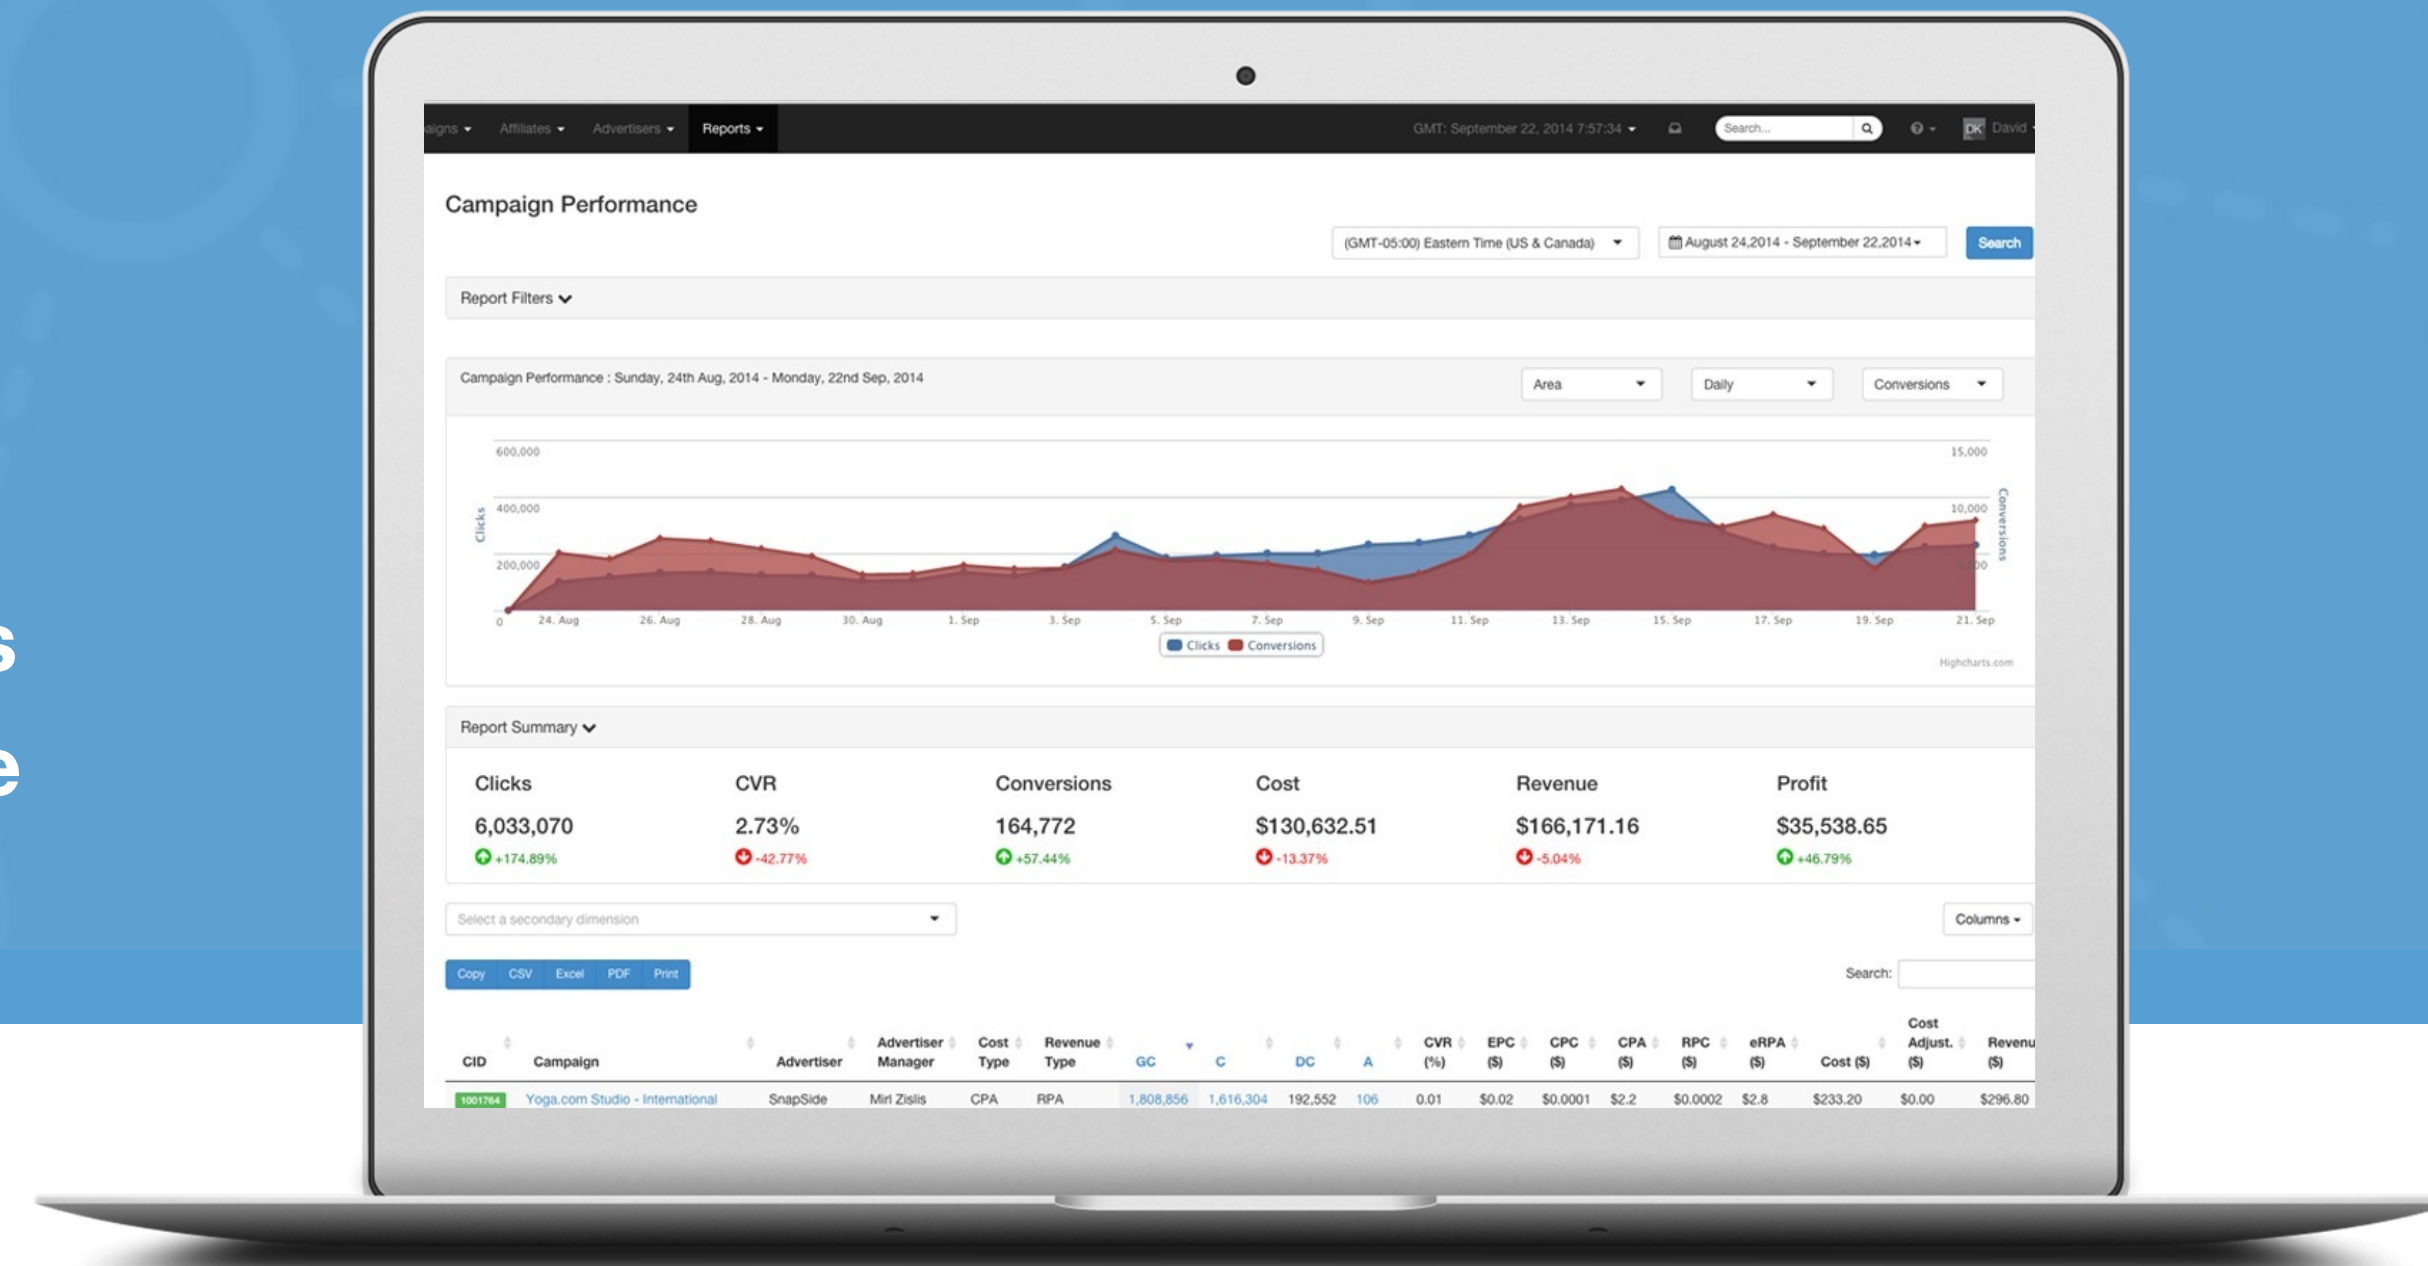 aigns Affiliates Advertisers Reports GMT: September 22, 2014 7:57:34 Search... DK David
Campaign Performance
(GMT-05:00) Eastern Time (US & Canada) August 24,2014 - September 22,2014 Search
Report Filters
Campaign Performance : Sunday, 24th Aug, 2014 - Monday, 22nd Sep, 2014 Area Daily Conversions
600,000 15,000
400,000 10,000
200,000
Clicks
Conversions
0 24. Aug 26. Aug 28. Aug 30. Aug 1. Sep 3. Sep 5. Sep 7. Sep 9. Sep 11. Sep 13. Sep 15. Sep 17. Sep 19. Sep 21. Sep
Clicks Conversions
Highcharts.com
s
e
Report Summary
Clicks CVR Conversions Cost Revenue Profit
6,033,070 2.73% 164,772 $130,632.51 $166,171.16 $35,538.65
+174.89% -42.77% +57.44% -13.37% -5.04% +46.79%
Select a secondary dimension Columns
Copy CSV Excel PDF Print Search:
CID Campaign Advertiser Advertiser Manager Cost Type Revenue Type GC C DC A CVR (%) EPC ($) CPC ($) CPA ($) RPC ($) eRPA ($) Cost ($) Cost Adjust. ($) Revenu ($)
1001764 Yoga.com Studio - International SnapSide Mirl Zislis CPA RPA 1,808,856 1,616,304 192,552 106 0.01 $0.02 $0.0001 $2.2 $0.0002 $2.8 $233.20 $0.00 $296.80